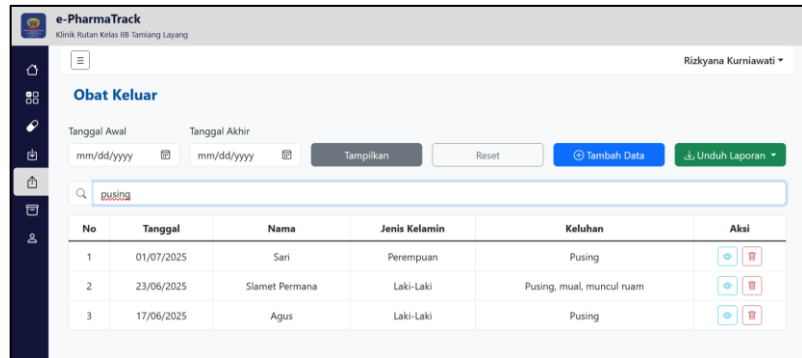 e-PharmaTrack
Klinik Rutan Kelas IIB Tamiang Layang
Rizkyana Kurniawati
Obat Keluar
Tanggal Awal Tanggal Akhir
mm/dd/yyyy mm/dd/yyyy Tampilkan Reset Tambah Data Unduh Laporan
pusing
No Tanggal Nama Jenis Kelamin Keluhan Aksi
1 01/07/2025 Sari Perempuan Pusing
2 23/06/2025 Slamet Permana Laki-Laki Pusing, mual, muncul ruam
3 17/06/2025 Agus Laki-Laki Pusing